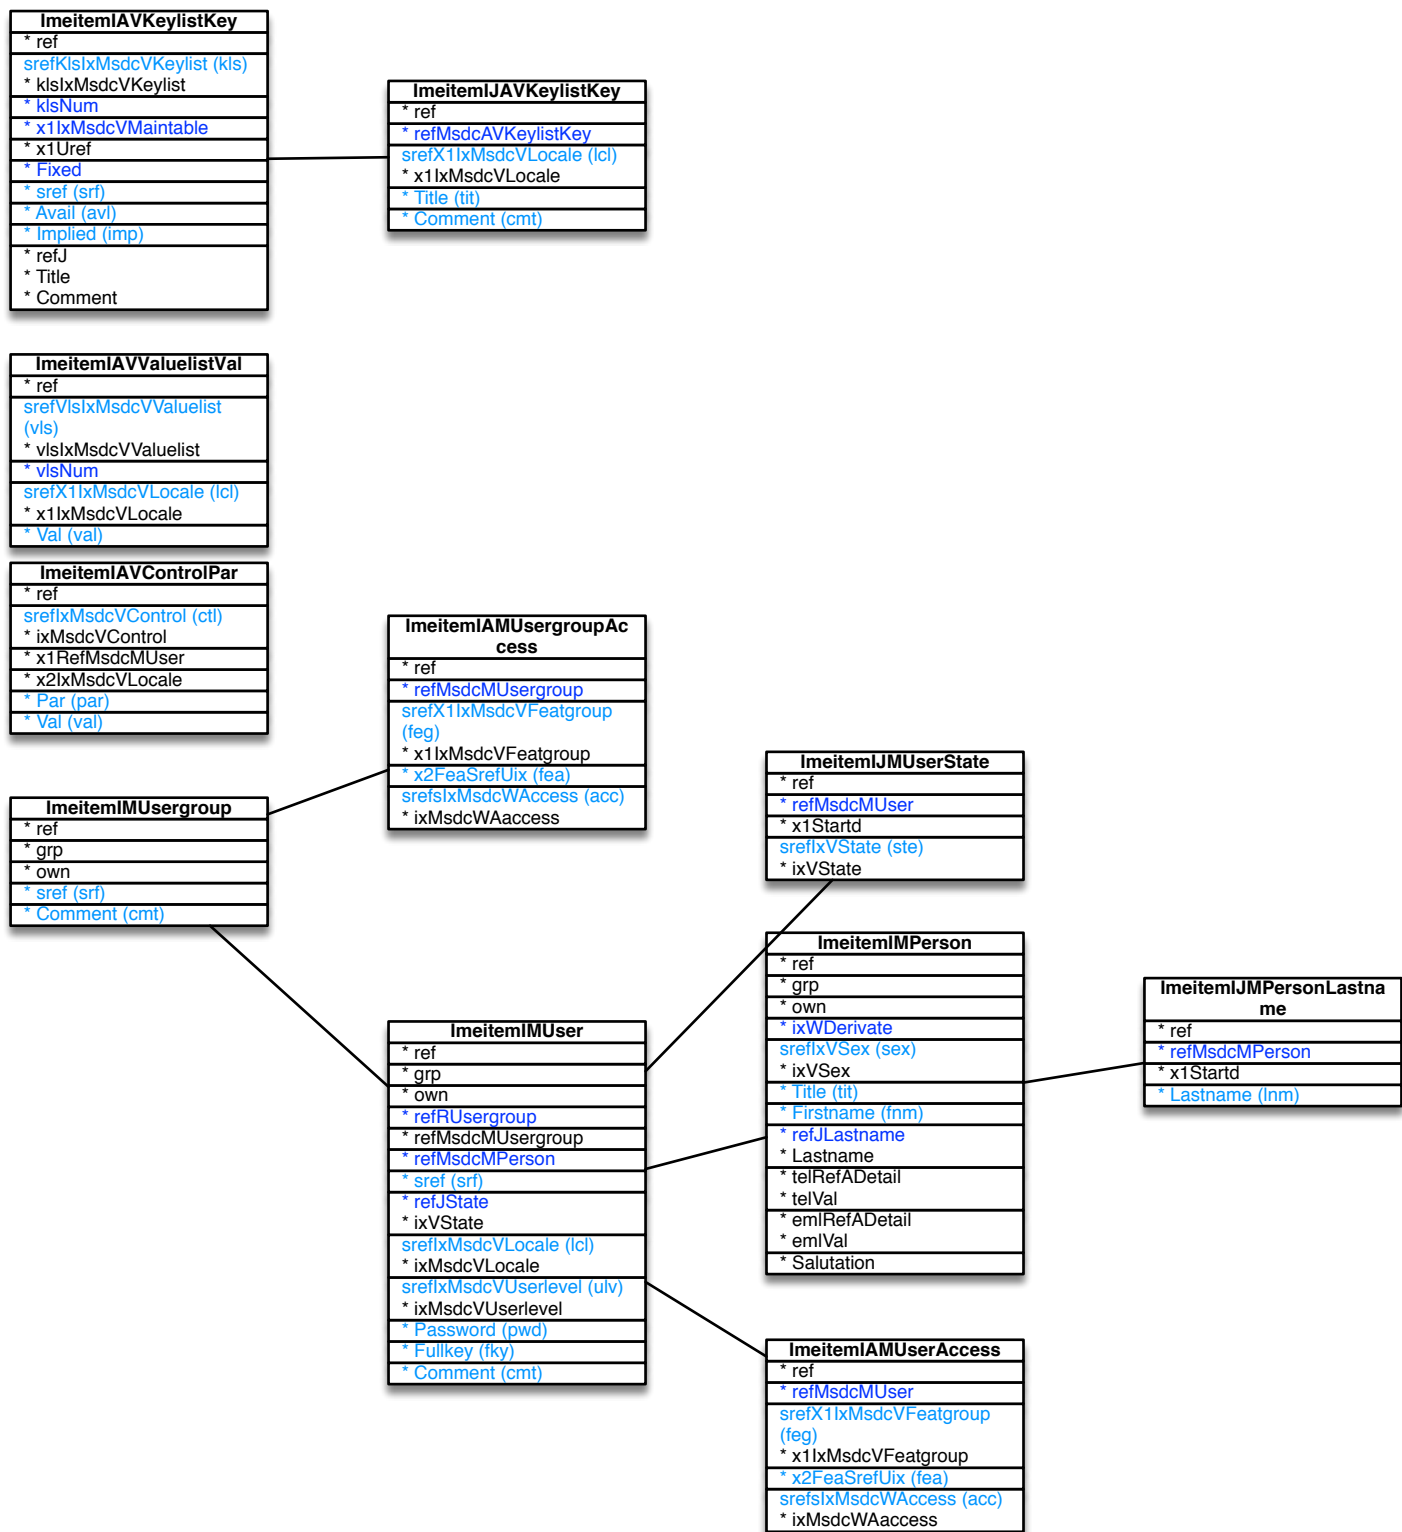 ImeitemIAVKeylistKey
* ref
srefKlsIxMsdcVKeylist (kls)
* klsIxMsdcVKeylist
* klsNum
* x1IxMsdcVMaintable
* x1Uref
* Fixed
* sref (srf)
* Avail (avl)
* Implied (imp)
* refJ
* Title
* Comment
ImeitemIJAVKeylistKey
* ref
* refMsdcAVKeylistKey
srefX1IxMsdcVLocale (lcl)
* x1IxMsdcVLocale
* Title (tit)
* Comment (cmt)
ImeitemIAVValuelistVal
* ref
srefVlsIxMsdcVValuelist
(vls)
* vlsIxMsdcVValuelist
* vlsNum
srefX1IxMsdcVLocale (lcl)
* x1IxMsdcVLocale
* Val (val)
ImeitemIAVControlPar
* ref
srefIxMsdcVControl (ctl)
* ixMsdcVControl
* x1RefMsdcMUser
* x2IxMsdcVLocale
* Par (par)
* Val (val)
ImeitemIAMUsergroupAc
cess
* ref
* refMsdcMUsergroup
srefX1IxMsdcVFeatgroup
(feg)
* x1IxMsdcVFeatgroup
* x2FeaSrefUix (fea)
srefsIxMsdcWAccess (acc)
* ixMsdcWAaccess
ImeitemIMUsergroup
* ref
* grp
* own
* sref (srf)
* Comment (cmt)
ImeitemIJMUserState
* ref
* refMsdcMUser
* x1Startd
srefIxVState (ste)
* ixVState
ImeitemIMPerson
* ref
* grp
* own
* ixWDerivate
srefIxVSex (sex)
* ixVSex
* Title (tit)
* Firstname (fnm)
* refJLastname
* Lastname
* telRefADetail
* telVal
* emlRefADetail
* emlVal
* Salutation
ImeitemIJMPersonLastna
me
* ref
* refMsdcMPerson
* x1Startd
* Lastname (lnm)
ImeitemIMUser
* ref
* grp
* own
* refRUsergroup
* refMsdcMUsergroup
* refMsdcMPerson
* sref (srf)
* refJState
* ixVState
srefIxMsdcVLocale (lcl)
* ixMsdcVLocale
srefIxMsdcVUserlevel (ulv)
* ixMsdcVUserlevel
* Password (pwd)
* Fullkey (fky)
* Comment (cmt)
ImeitemIAMUserAccess
* ref
* refMsdcMUser
srefX1IxMsdcVFeatgroup
(feg)
* x1IxMsdcVFeatgroup
* x2FeaSrefUix (fea)
srefsIxMsdcWAccess (acc)
* ixMsdcWAaccess